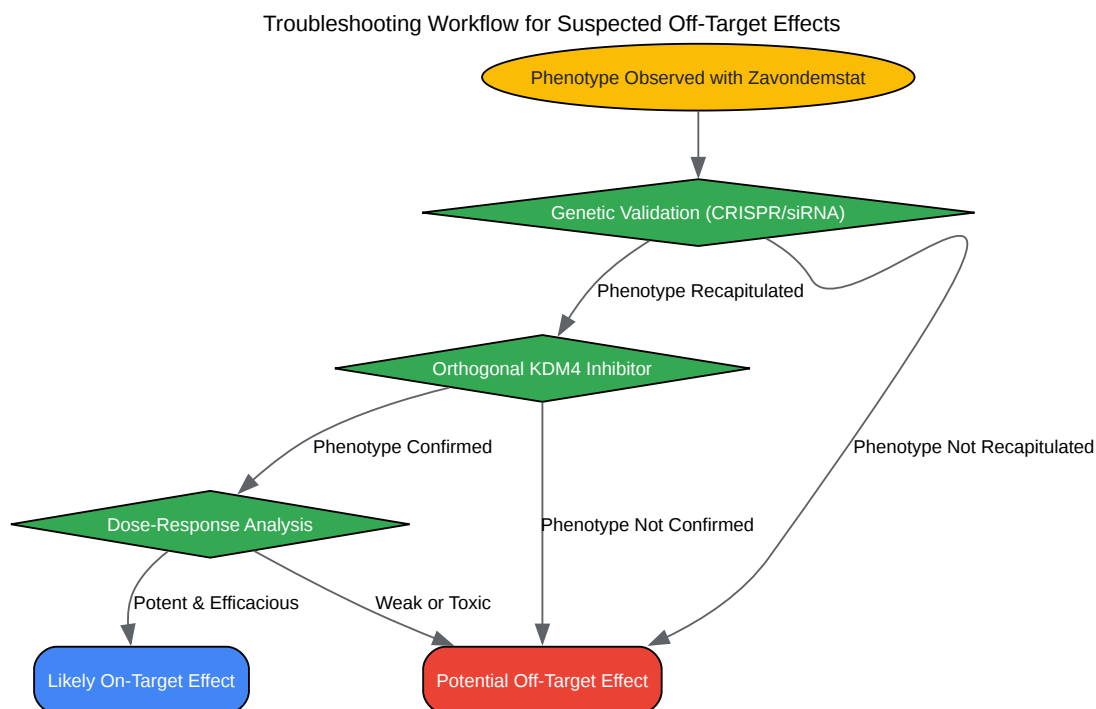 Troubleshooting Workflow for Suspected Off-Target Effects
Phenotype Observed with Zavondemstat
Genetic Validation (CRISPR/siRNA)
Phenotype Recapitulated
Orthogonal KDM4 Inhibitor
Phenotype Confirmed
Phenotype Not Recapitulated
Dose-Response Analysis
Phenotype Not Confirmed
Potent & Efficacious
Weak or Toxic
Likely On-Target Effect
Potential Off-Target Effect